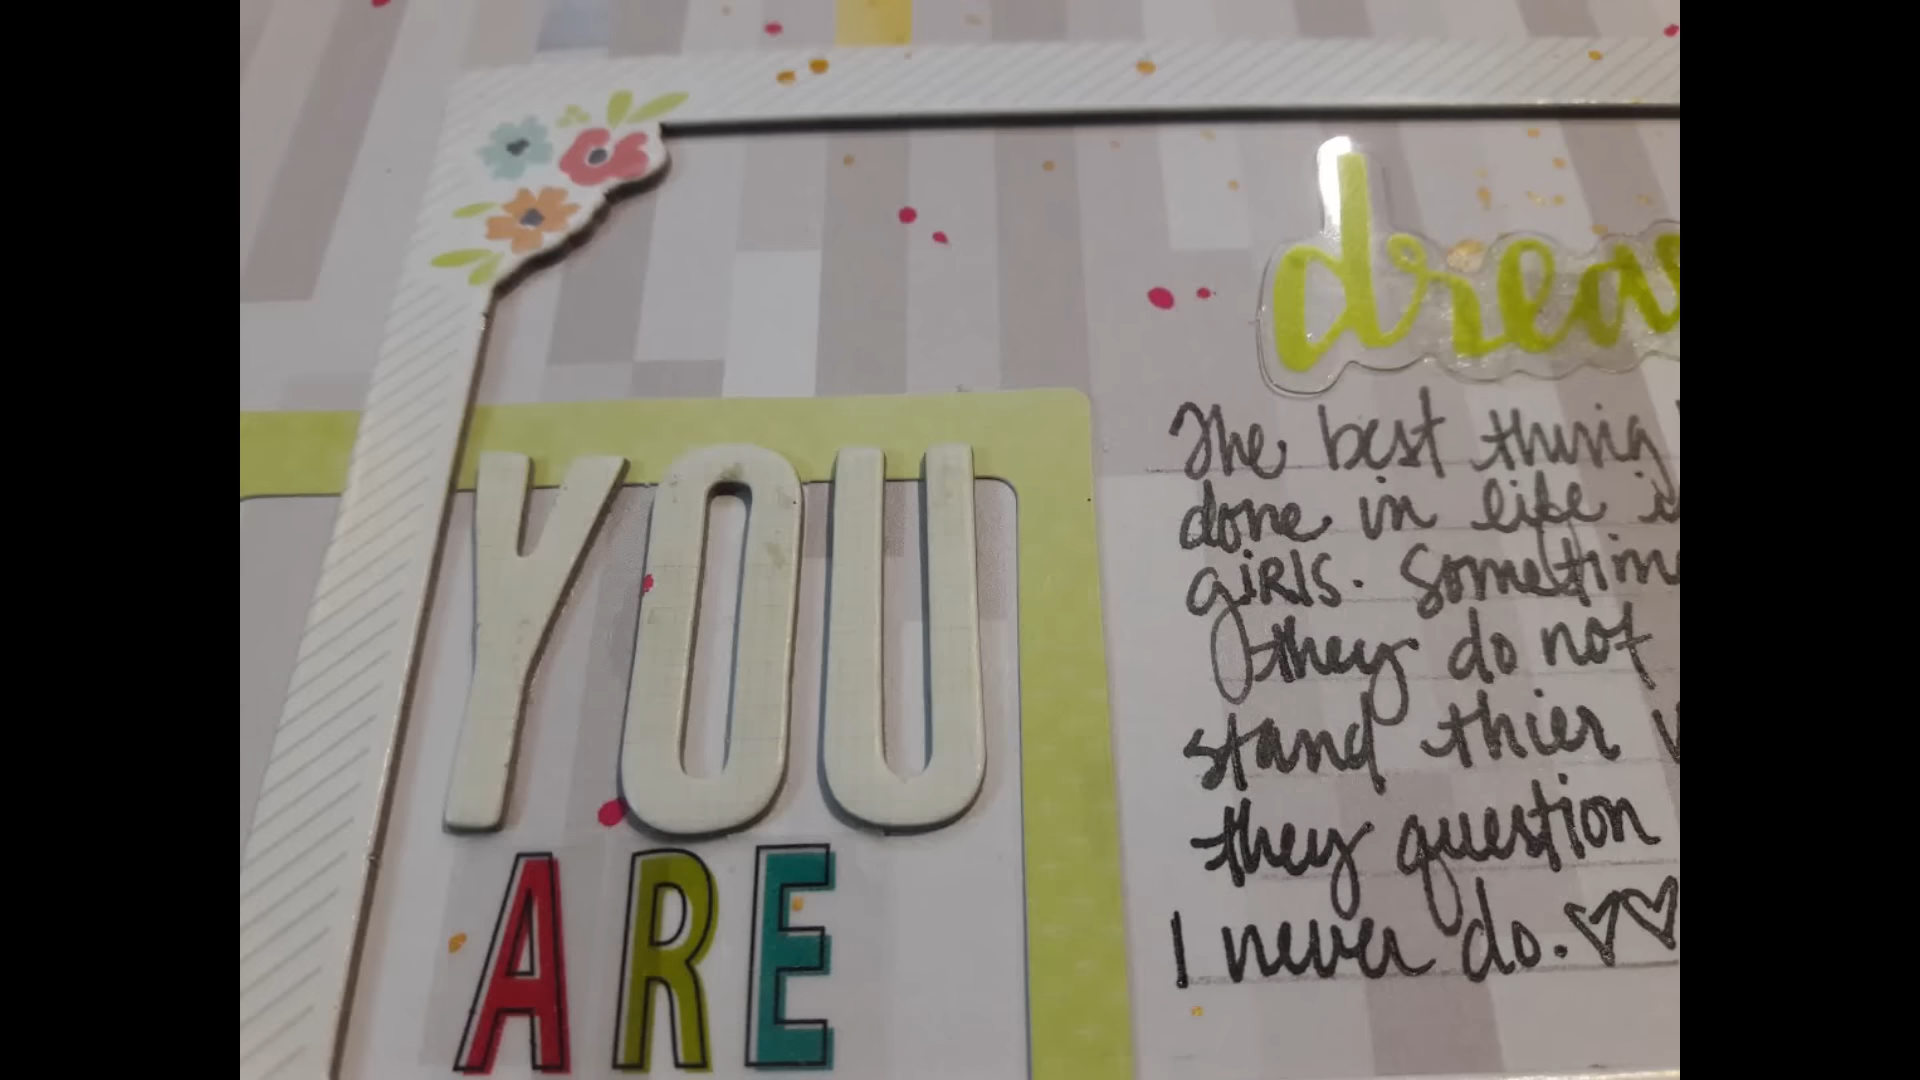 YOU
ARE
drea
The best thing
done in life i
giRlS. Sometim
they do not
stand thier
they question
I never do.